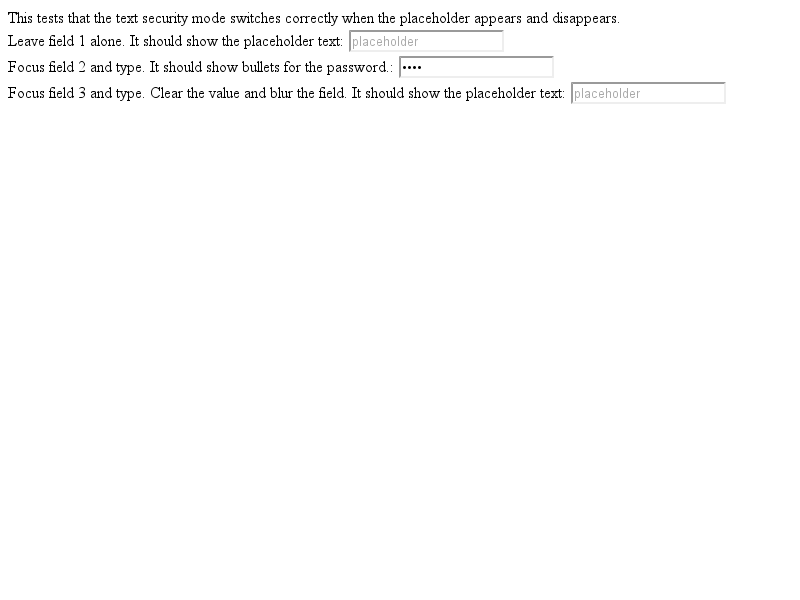 This tests that the text security mode switches correctly when the placeholder appears and disappears.
Leave field 1 alone. It should show the placeholder text: placeholder
Focus field 2 and type. It should show bullets for the password.: ••••
Focus field 3 and type. Clear the value and blur the field. It should show the placeholder text: placeholder